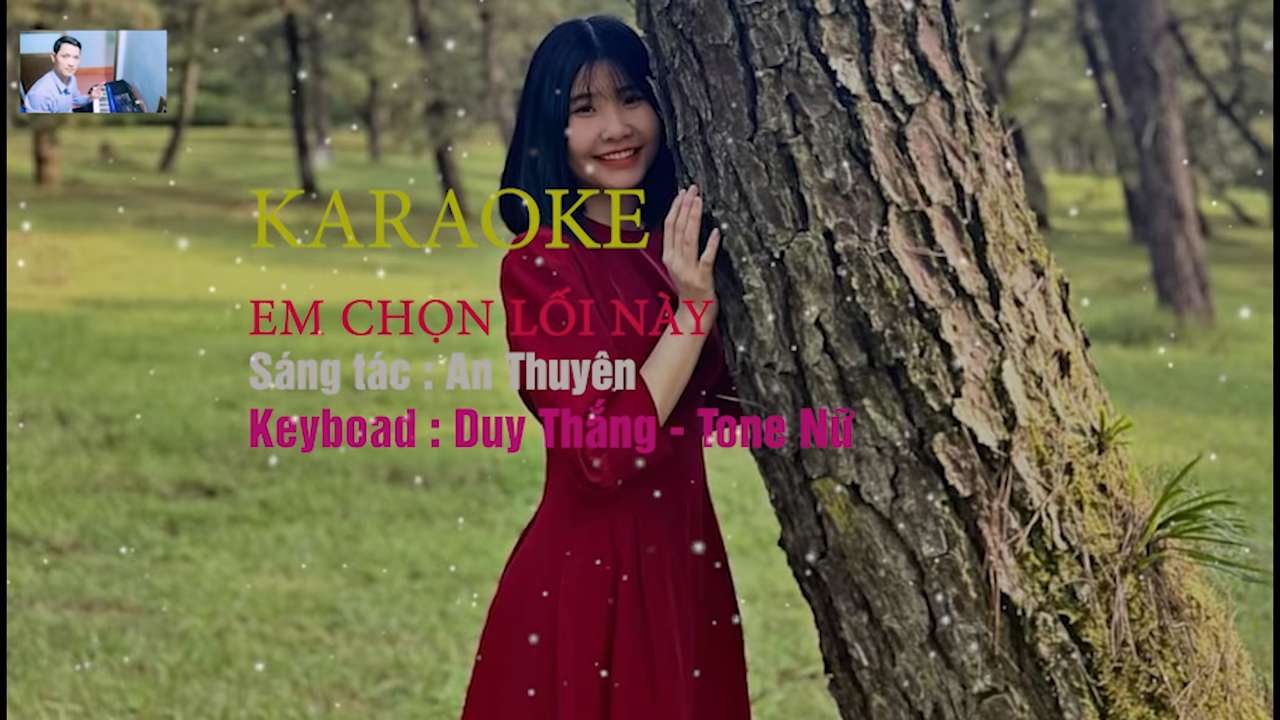 KARAOKE
EM CHỌN LỐI NÀY
Sáng tác : An Thuyên
Keyboad : Duy Thắng - Tone Nữ